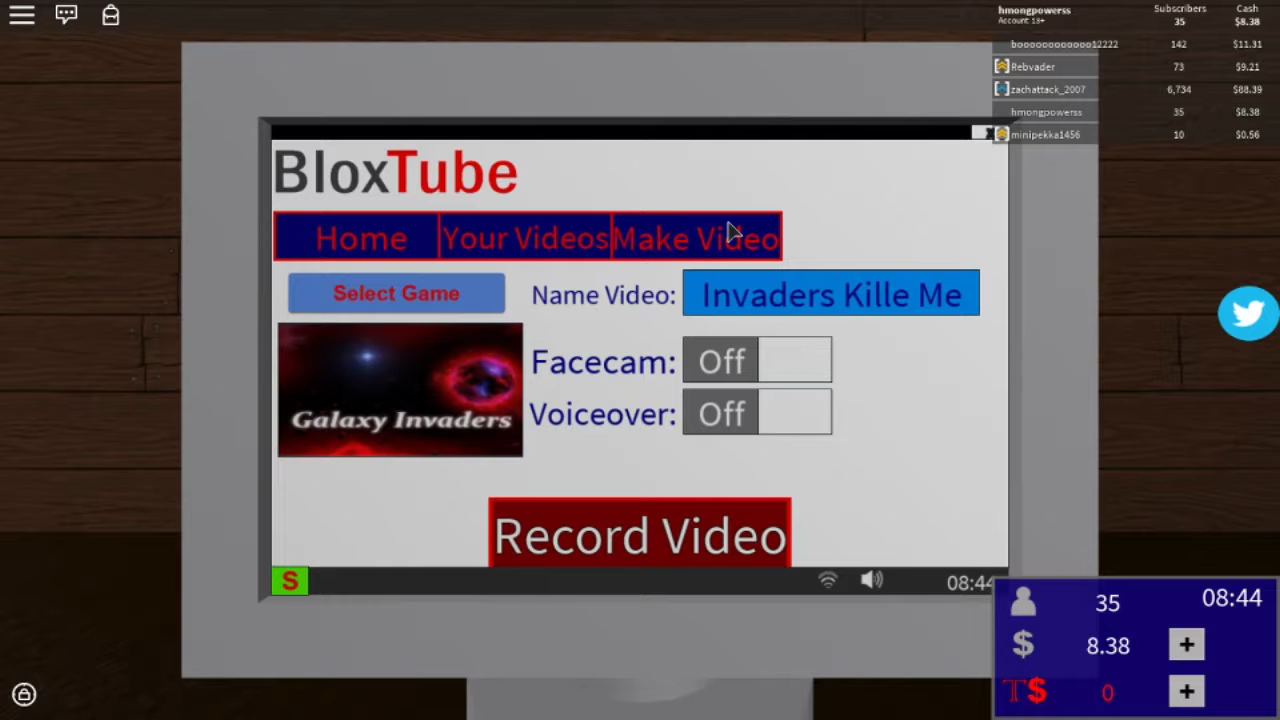 hmongpowerss Subscribers Cash
Account 13+ 35 $8.38
booooooooooo12222 142 $11.31
Rebvader 73 $9.21
zachattack_2007 6,734 $88.39
hmongpowerss 35 $8.38
minipekka1456 10 $0.56
BloxTube
Home Your Videos Make Video
Select Game Name Video: Invaders Kille Me
Facecam: Off
Galaxy Invaders
Voiceover: Off
Record Video
S 08:44
35 08:44
$ 8.38 +
T$ 0 +